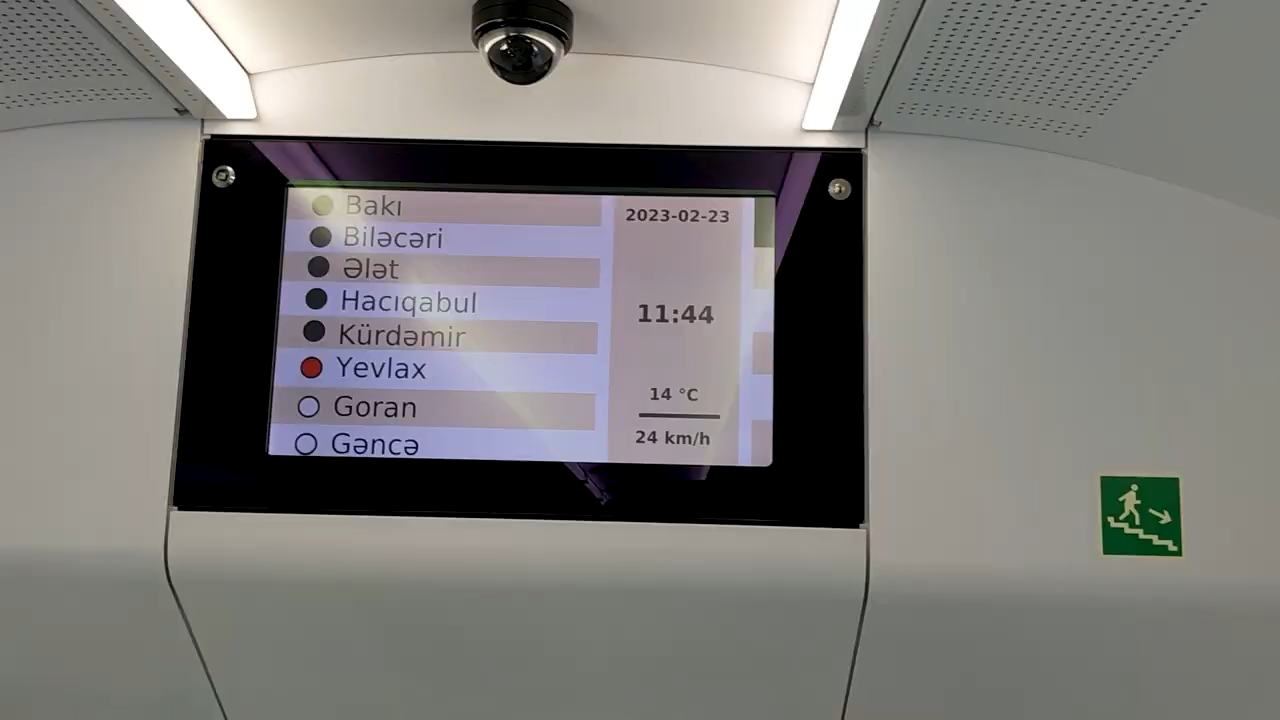 Bakı
Biləcəri
Ələt
Hacıqabul
Kürdəmir
Yevlax
Goran
Gəncə
2023-02-23
11:44
14 °C
24 km/h